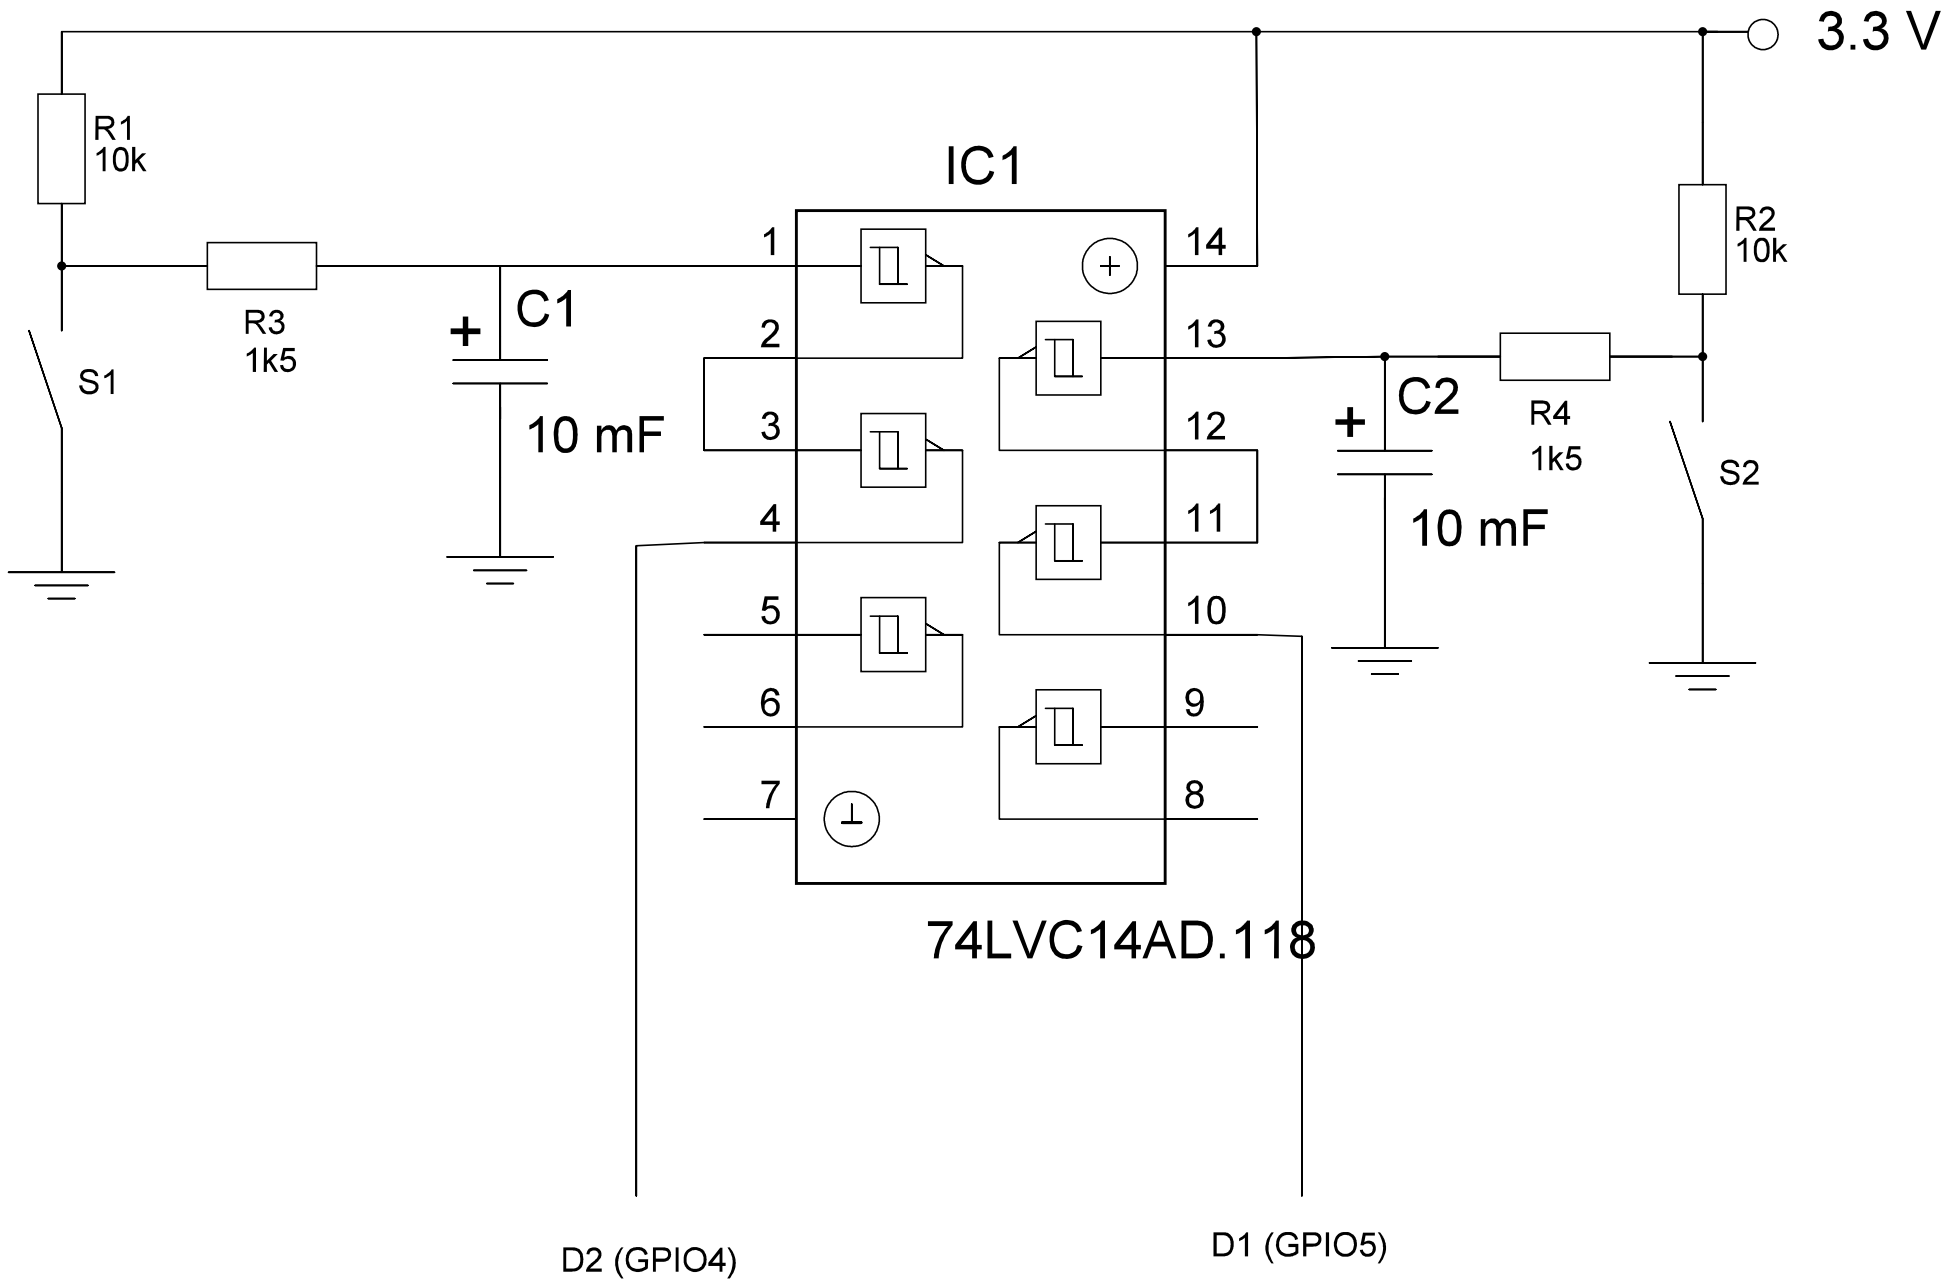 3.3 V
R1
10k
IC1
R2
10k
1
14
C1
R3
1k5
2
13
S1
C2
10 mF
3
12
R4
1k5
S2
4
11
10 mF
5
10
6
9
7
8
74LVC14AD.118
D2 (GPIO4)
D1 (GPIO5)